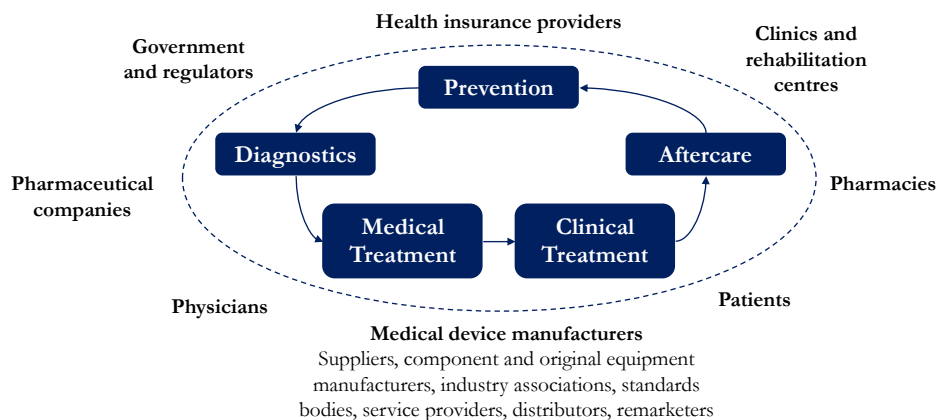 Health insurance providers
Government
and regulators
Clinics and
rehabilitation
centres
Prevention
Diagnostics
Aftercare
Pharmaceutical
companies
Pharmacies
Medical
Treatment
Clinical
Treatment
Physicians
Patients
Medical device manufacturers
Suppliers, component and original equipment
manufacturers, industry associations, standards
bodies, service providers, distributors, remarketers